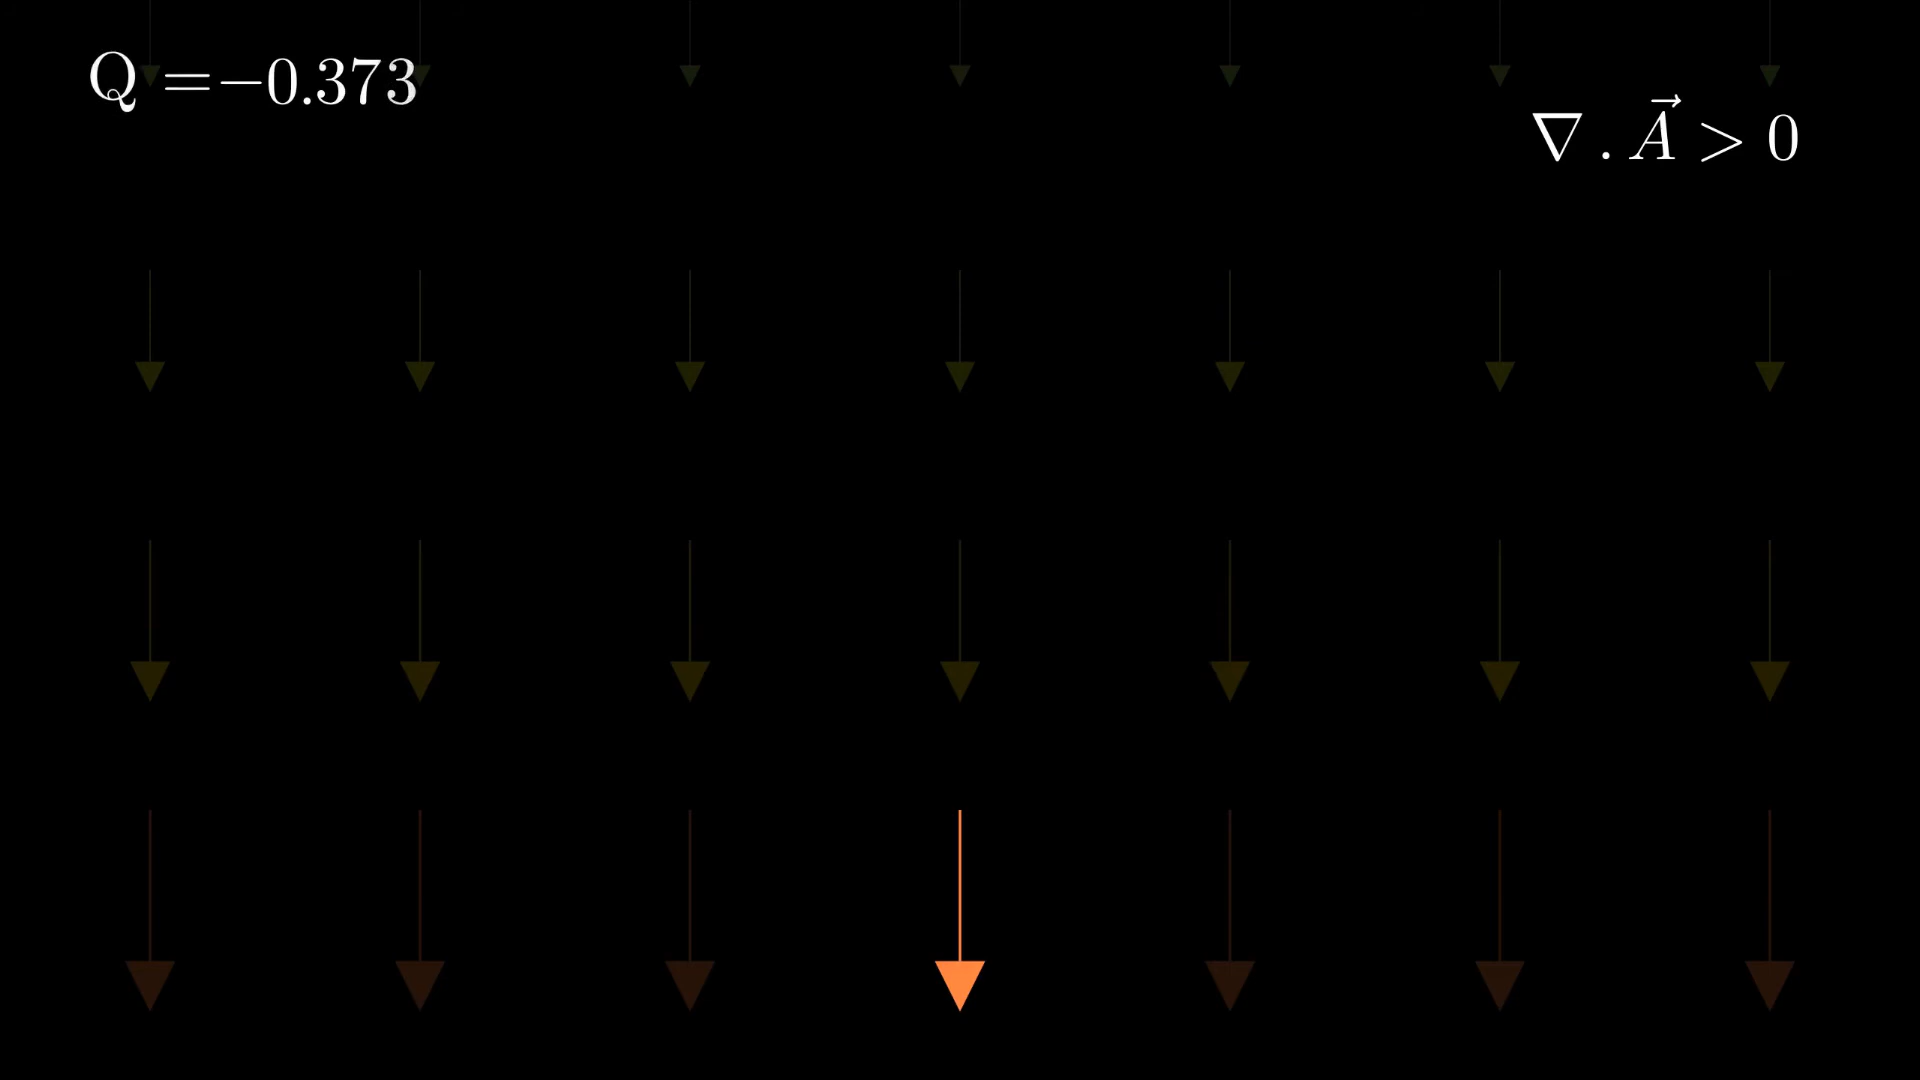 Q =−0.373
∇ . A⃗ > 0